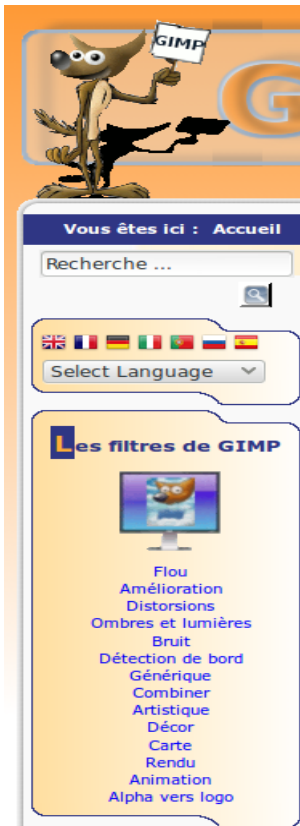 GIMP
G
Vous êtes ici : Accueil
Recherche ...
Select Language
Les filtres de GIMP
Flou
Amélioration
Distorsions
Ombres et lumières
Bruit
Détection de bord
Générique
Combiner
Artistique
Décor
Carte
Rendu
Animation
Alpha vers logo